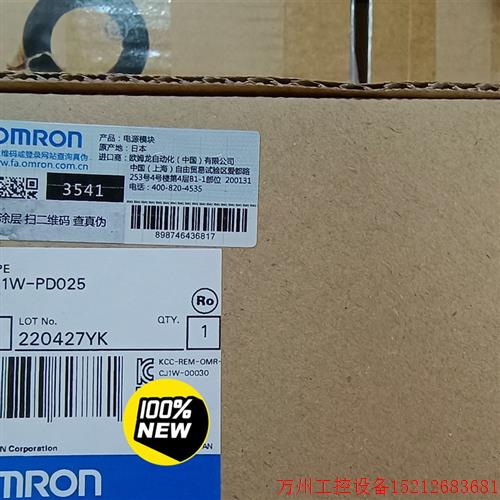 OMRON
产品：电源模块
原产地：日本
维码或登录网站查询真伪
www.fa.omron.com.cn
进口商：欧姆龙自动化（中国）有限公司
中国（上海）自由贸易试验区爱都路
253号4号楼第4层B1-1部位 200131
电话：400-820-4535
3541
涂层 扫二维码 查真伪
898746436817
PE
1W-PD025
Ro
LOT No.
QTY.
220427YK
1
KCC-REM-OMR-
CJ1W-00030
100%
NEW
N Corporation
PAN
OMRON
万州工控设备15212683681